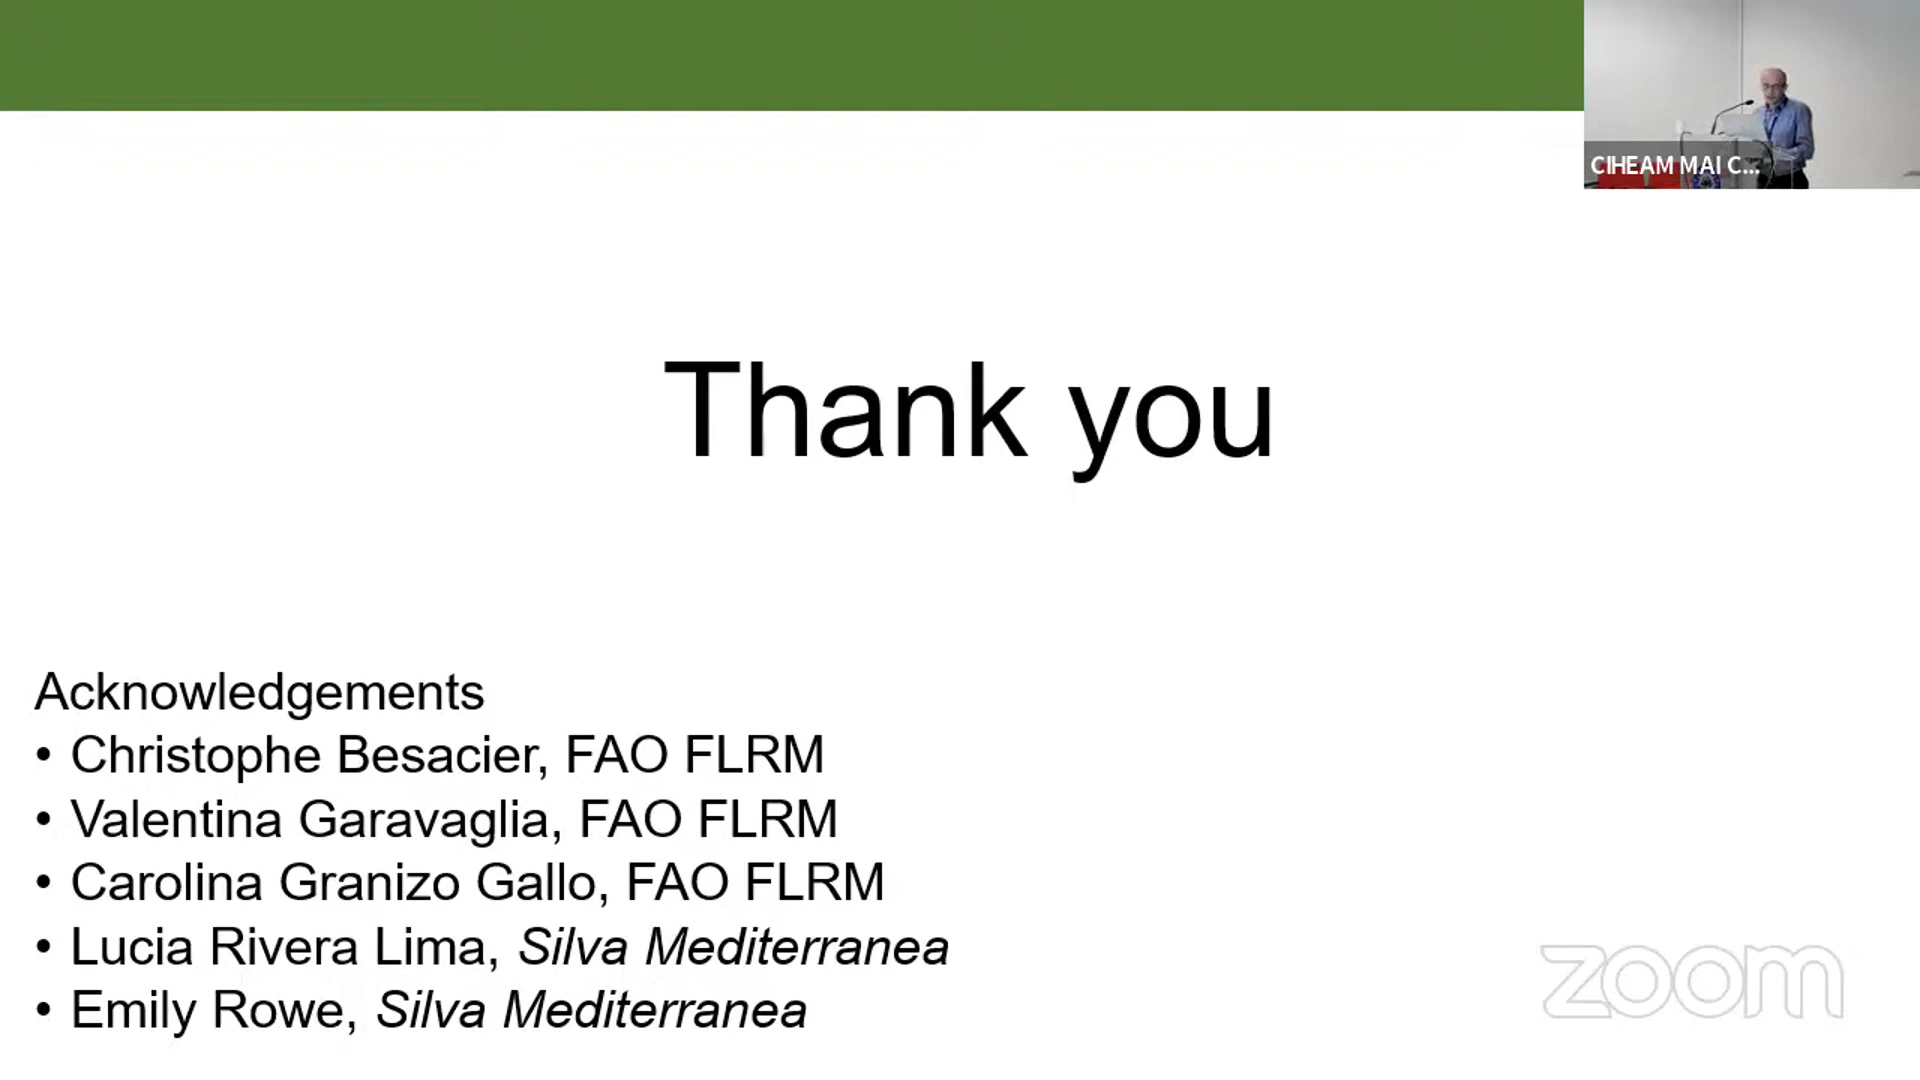 CIHEAM MAI C...
Thank you
Acknowledgements
• Christophe Besacier, FAO FLRM
• Valentina Garavaglia, FAO FLRM
• Carolina Granizo Gallo, FAO FLRM
• Lucia Rivera Lima, Silva Mediterranea
• Emily Rowe, Silva Mediterranea
zoom